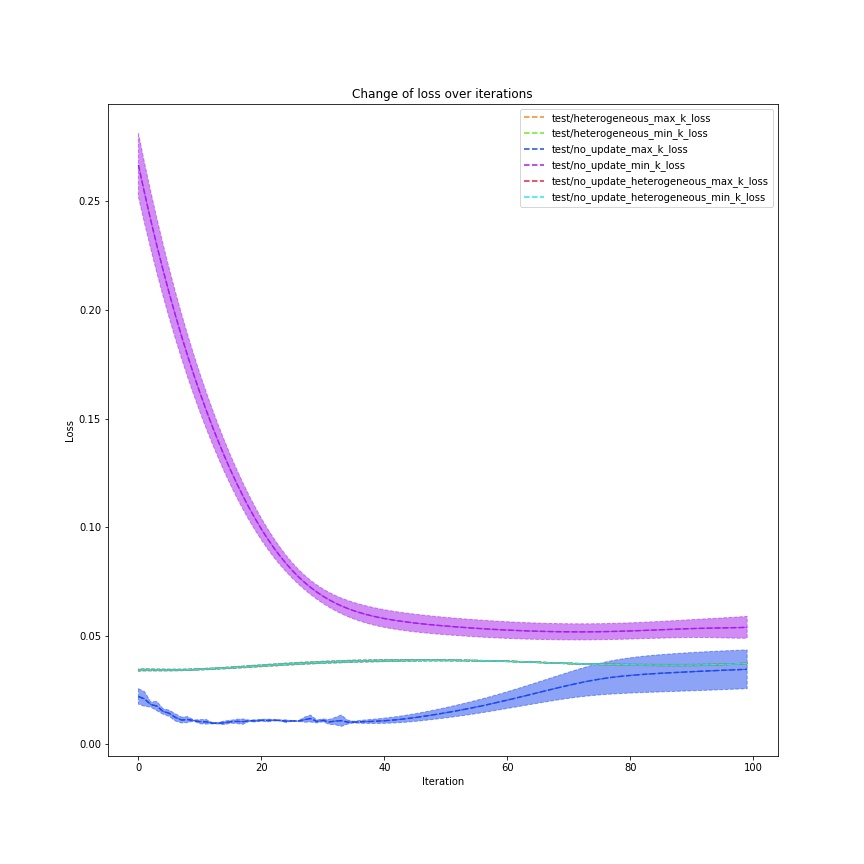 Change of loss over iterations
test/heterogeneous_max_k_loss
test/heterogeneous_min_k_loss
test/no_update_max_k_loss
test/no_update_min_k_loss
test/no_update_heterogeneous_max_k_loss
test/no_update_heterogeneous_min_k_loss
0.25
0.20
0.15
0.10
0.05
0.00
Loss
0 20 40 60 80 100
Iteration